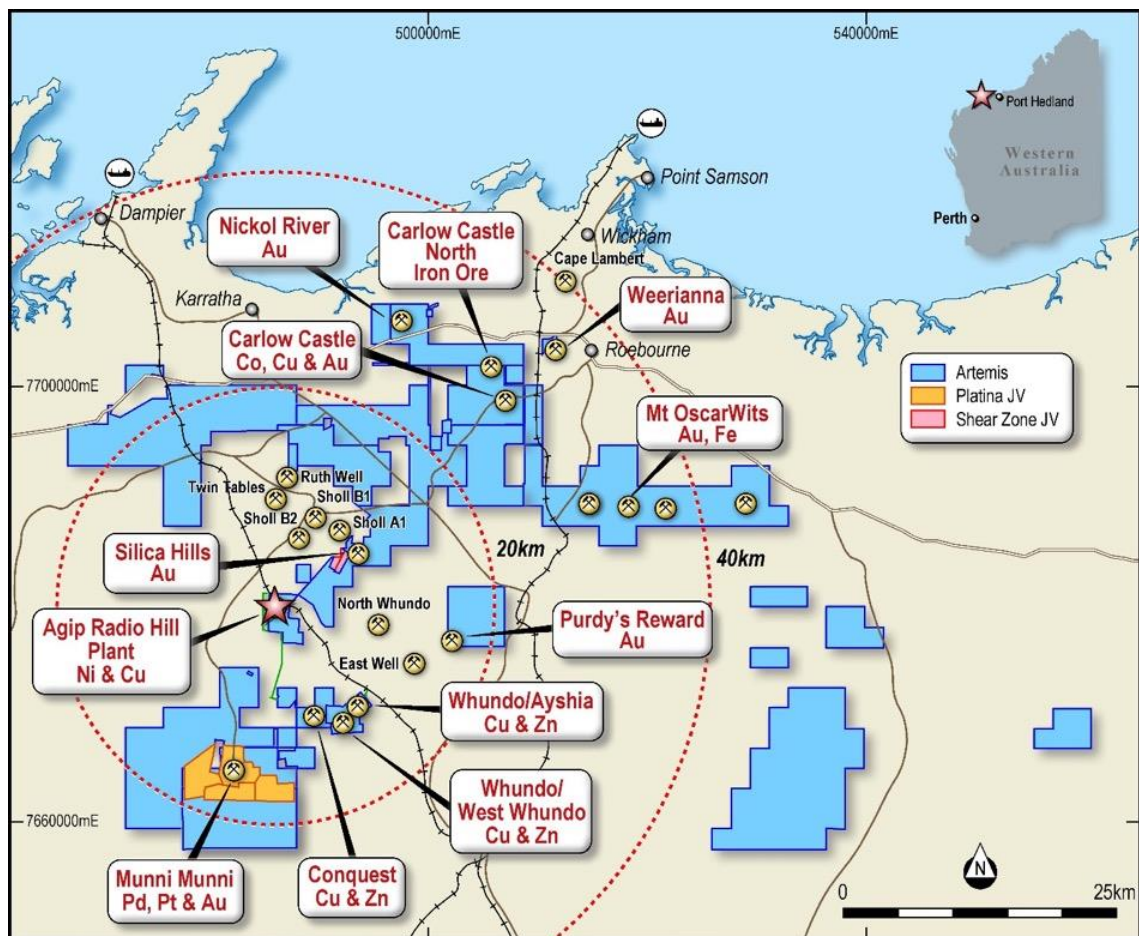 500000mE
540000mE
Port Hedland
Western
Australia
Perth
Point Samson
Dampier
Nickol River
Au
Carlow Castle
North
Iron Ore
Wickham
Cape Lambert
Karratha
Weerianna
Au
Carlow Castle
Co, Cu & Au
Roebourne
7700000mE
Artemis
Platina JV
Shear Zone JV
Mt OscarWits
Au, Fe
Ruth Well
Twin Tables
Sholl B1
Sholl B2
Sholl A1
20km
40km
Silica Hills
Au
North Whundo
Purdy's Reward
Au
Agip Radio Hill
Plant
Ni & Cu
East Well
Whundo/Ayshia
Cu & Zn
Whundo/
West Whundo
Cu & Zn
7660000mE
Munni Munni
Pd, Pt & Au
Conquest
Cu & Zn
N
0
25km